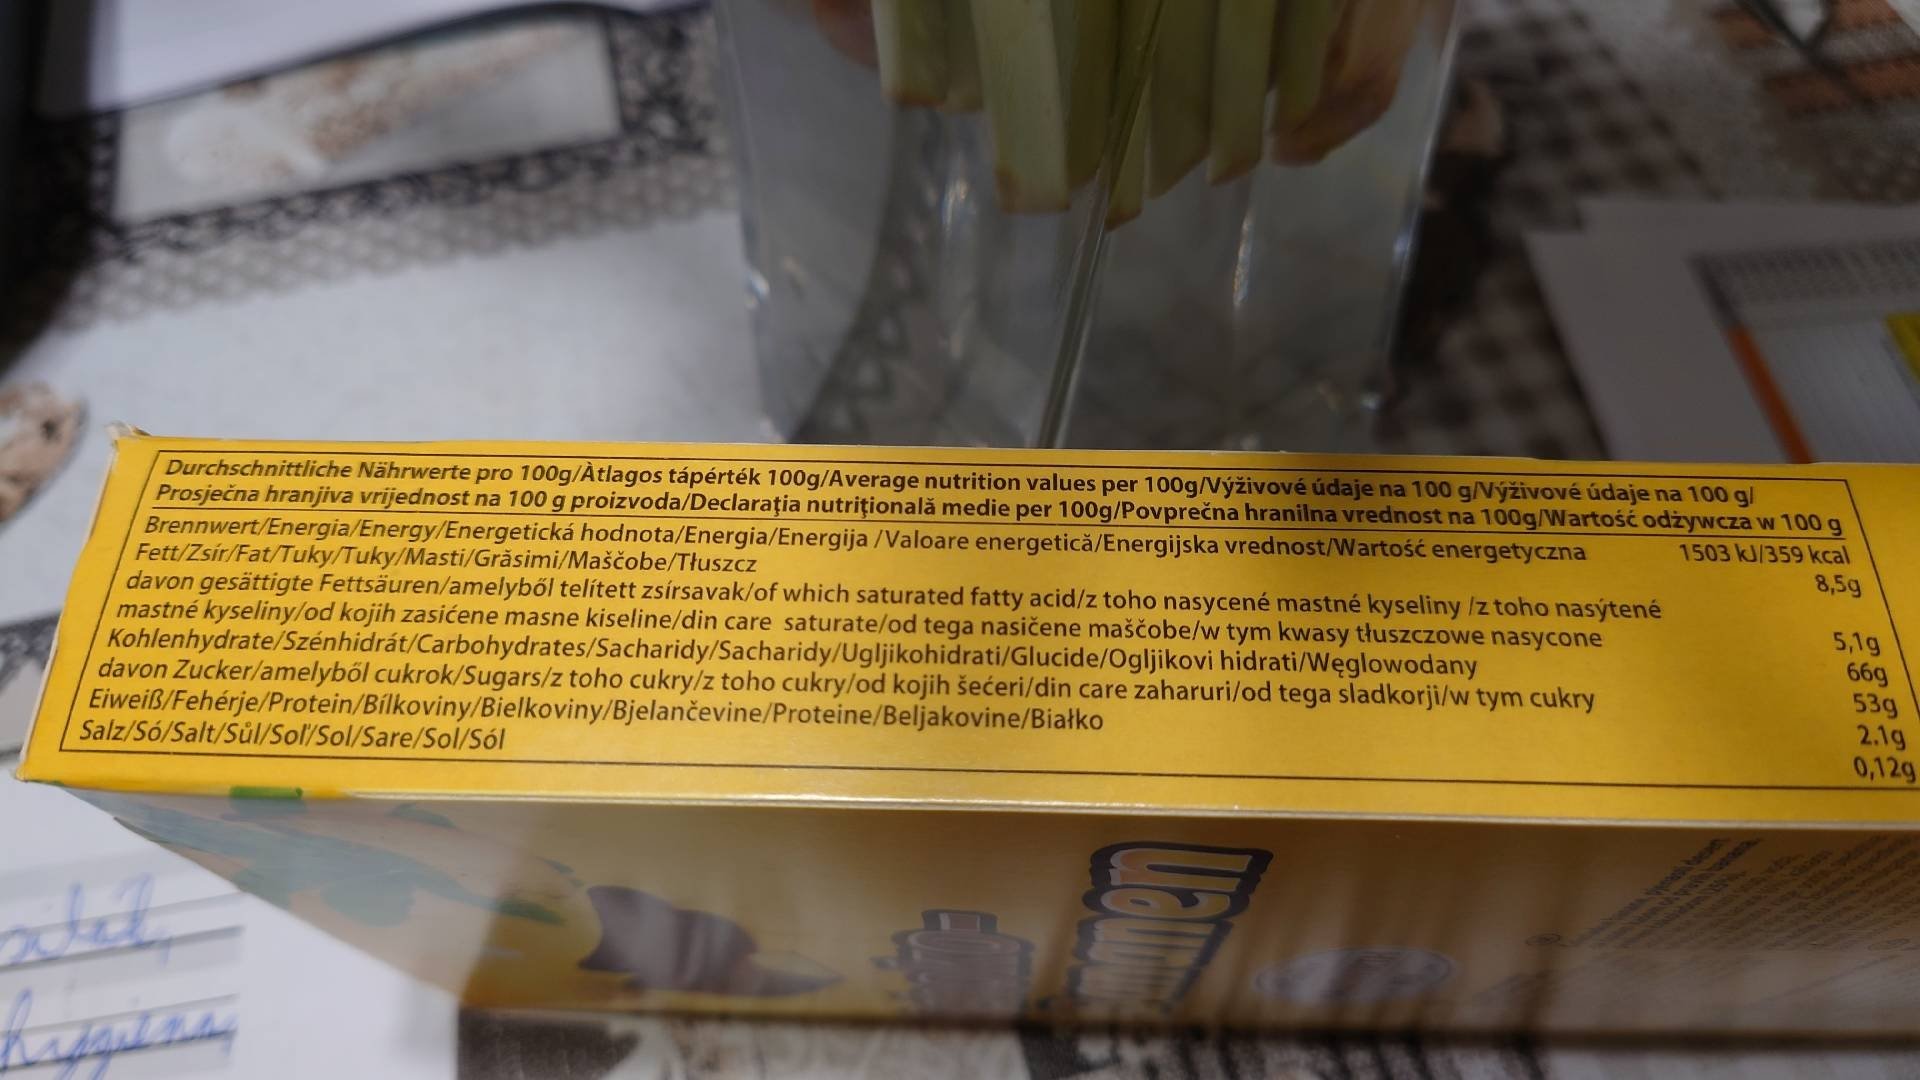 Durchschnittliche Nährwerte pro 100g/Àtlagos tápérték 100g/Average nutrition values per 100g/Výživové údaje na 100 g/Výživové údaje na 100 g/
Prosječna hranjiva vrijednost na 100 g proizvoda/Declaraţia nutriţională medie per 100g/Povprečna hranilna vrednost na 100g/Wartość odżywcza w 100 g
Brennwert/Energia/Energy/Energetická hodnota/Energia/Energija /Valoare energetică/Energijska vrednost/Wartość energetyczna 1503 kJ/359 kcal
Fett/Zsír/Fat/Tuky/Tuky/Masti/Grăsimi/Maščobe/Tłuszcz 8,5g
davon gesättigte Fettsäuren/amelyből telített zsírsavak/of which saturated fatty acid/z toho nasycené mastné kyseliny /z toho nasýtené
mastné kyseliny/od kojih zasićene masne kiseline/din care saturate/od tega nasičene maščobe/w tym kwasy tłuszczowe nasycone 5,1g
Kohlenhydrate/Szénhidrát/Carbohydrates/Sacharidy/Sacharidy/Ugljikohidrati/Glucide/Ogljikovi hidrati/Węglowodany 66g
davon Zucker/amelyből cukrok/Sugars/z toho cukry/z toho cukry/od kojih šećeri/din care zaharuri/od tega sladkorji/w tym cukry 53g
Eiweiß/Fehérje/Protein/Bílkoviny/Bielkoviny/Bjelančevine/Proteine/Beljakovine/Białko 2.1g
Salz/Só/Salt/Sůl/Soľ/Sol/Sare/Sol/Sól 0,12g